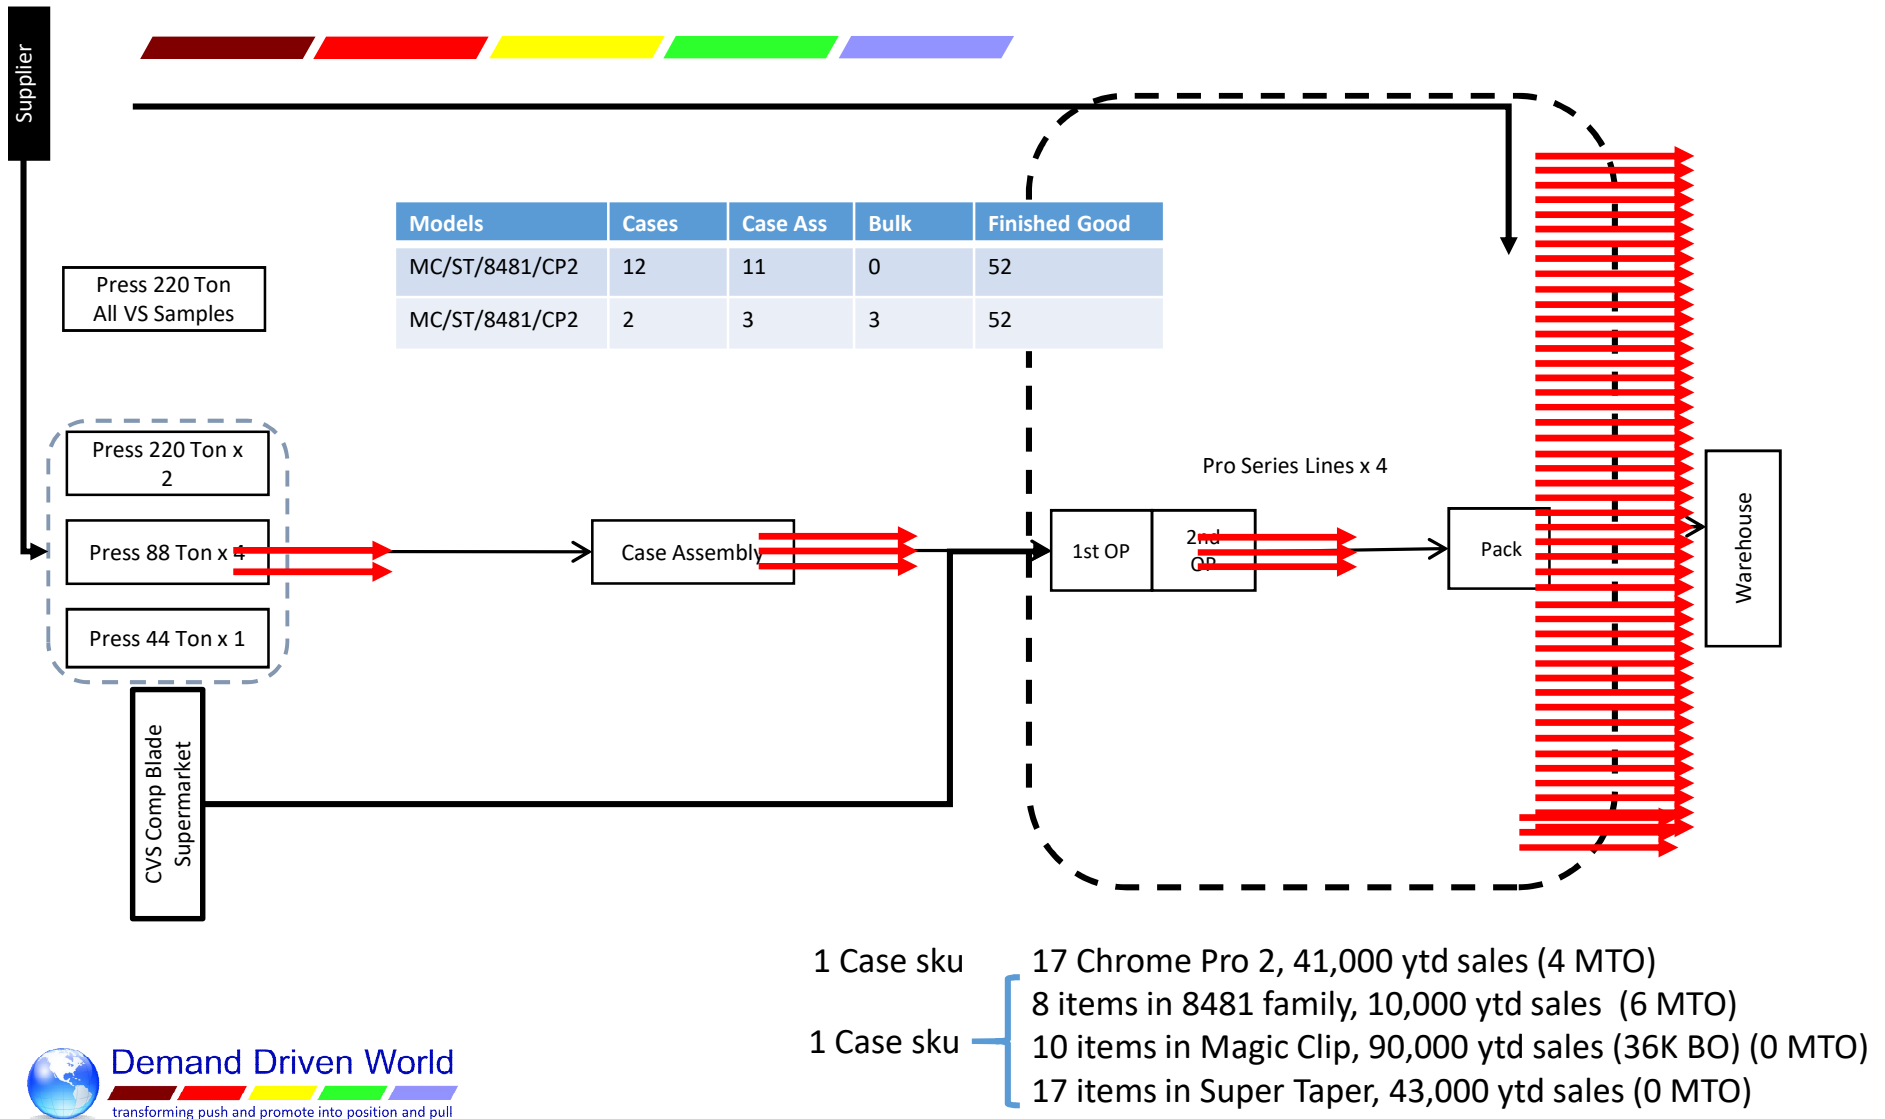 Supplier
Models Cases Case Ass Bulk Finished Good
MC/ST/8481/CP2 12 11 0 52
MC/ST/8481/CP2 2 3 3 52
Press 220 Ton
All VS Samples
Press 220 Ton x
2
Press 88 Ton x 4
Press 44 Ton x 1
Case Assembly
Pro Series Lines x 4
1st OP
2nd
OP
Pack
Warehouse
CVS Comp Blade
Supermarket
1 Case sku
17 Chrome Pro 2, 41,000 ytd sales (4 MTO)
8 items in 8481 family, 10,000 ytd sales (6 MTO)
1 Case sku
10 items in Magic Clip, 90,000 ytd sales (36K BO) (0 MTO)
17 items in Super Taper, 43,000 ytd sales (0 MTO)
Demand Driven World
transforming push and promote into position and pull